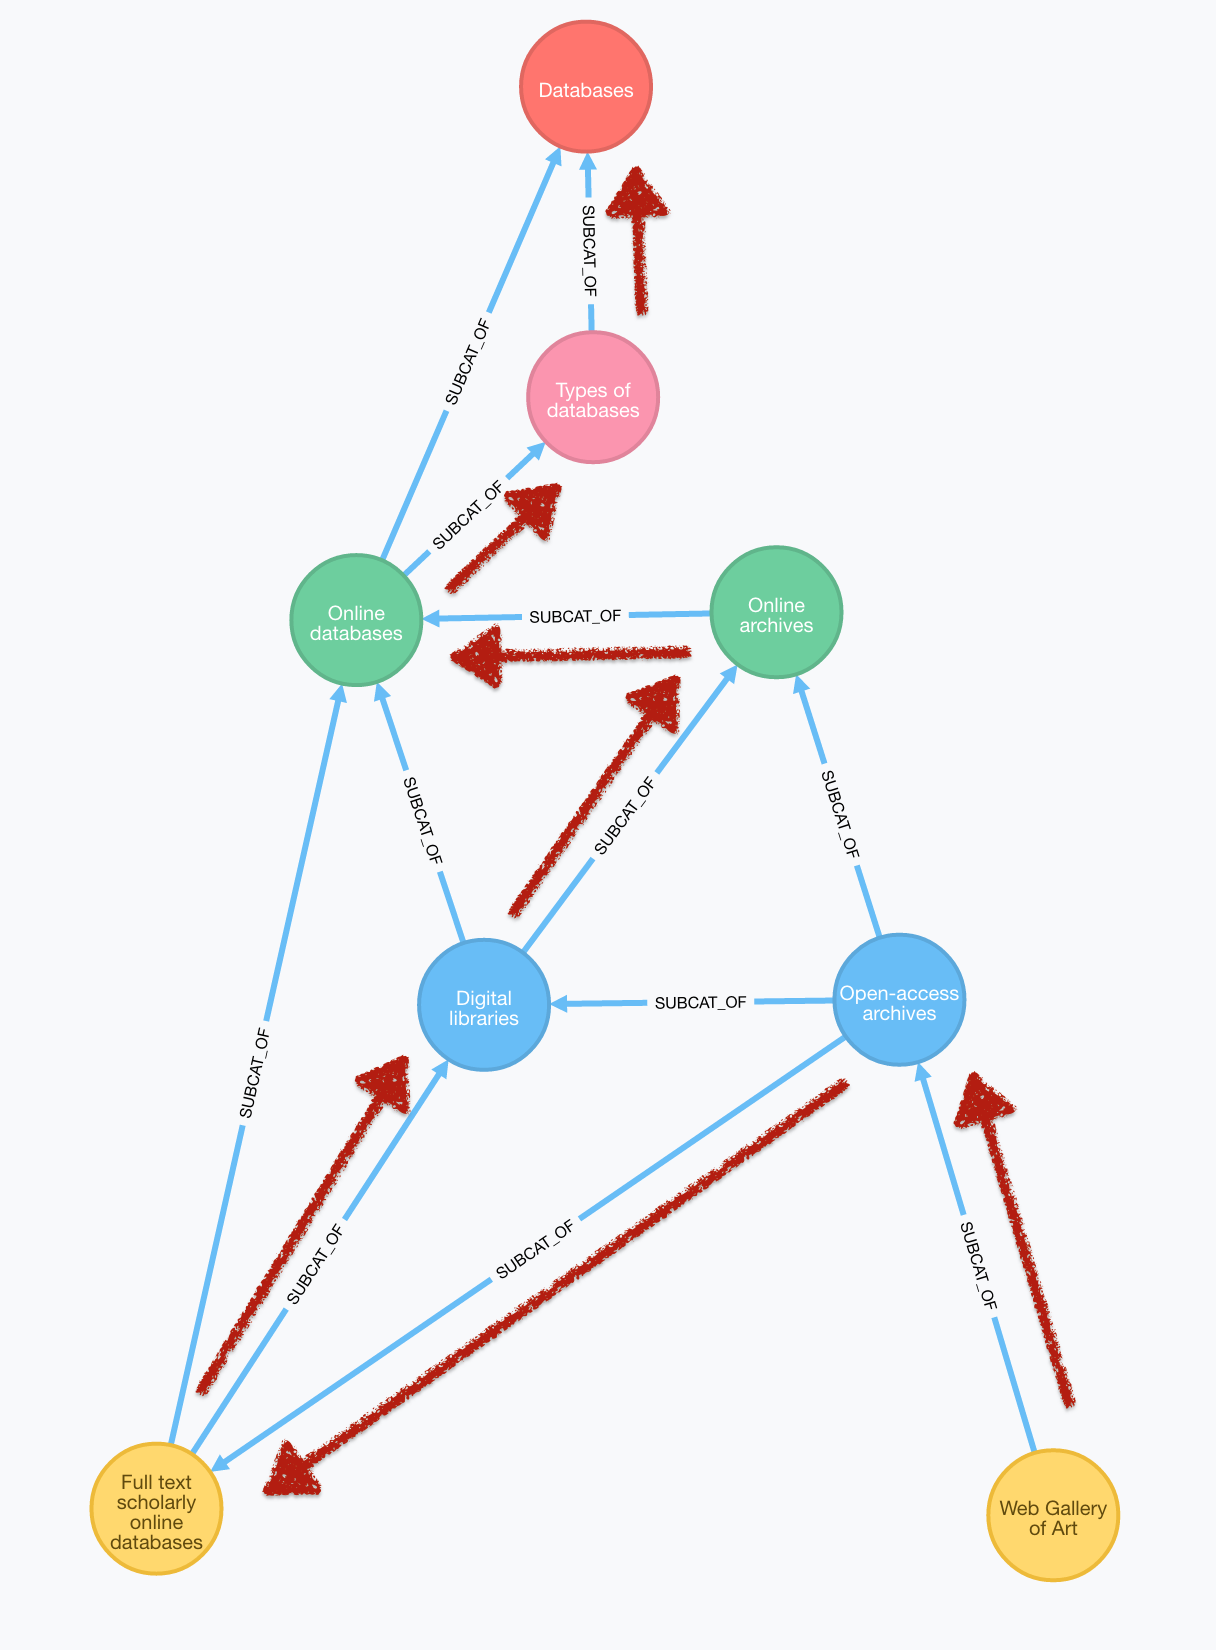 Databases
SUBCAT_OF
Types of
databases
SUBCAT_OF
SUBCAT_OF
Online
databases
SUBCAT_OF
Online
archives
SUBCAT_OF
SUBCAT_OF
SUBCAT_OF
Digital
libraries
SUBCAT_OF
Open-access
archives
SUBCAT_OF
SUBCAT_OF
SUBCAT_OF
SUBCAT_OF
Full text
scholarly
online
databases
Web Gallery
of Art